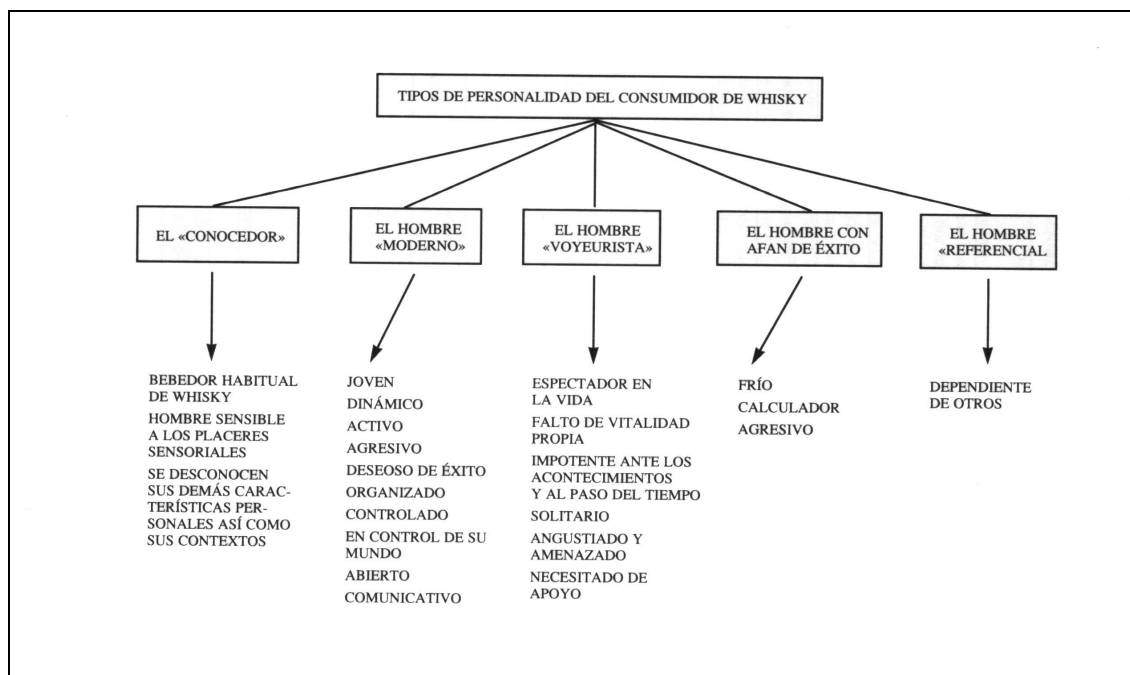 TIPOS DE PERSONALIDAD DEL CONSUMIDOR DE WHISKY
EL «CONOCEDOR»
EL HOMBRE
«MODERNO»
EL HOMBRE
«VOYEURISTA»
EL HOMBRE CON
AFAN DE ÉXITO
EL HOMBRE
«REFERENCIAL
BEBEDOR HABITUAL
DE WHISKY
HOMBRE SENSIBLE
A LOS PLACERES
SENSORIALES
SE DESCONOCEN
SUS DEMÁS CARAC-
TERÍSTICAS PER-
SONALES ASÍ COMO
SUS CONTEXTOS
JOVEN
DINÁMICO
ACTIVO
AGRESIVO
DESEOSO DE ÉXITO
ORGANIZADO
CONTROLADO
EN CONTROL DE SU
MUNDO
ABIERTO
COMUNICATIVO
ESPECTADOR EN
LA VIDA
FALTO DE VITALIDAD
PROPIA
IMPOTENTE ANTE LOS
ACONTECIMIENTOS
Y AL PASO DEL TIEMPO
SOLITARIO
ANGUSTIADO Y
AMENAZADO
NECESITADO DE
APOYO
FRÍO
CALCULADOR
AGRESIVO
DEPENDIENTE
DE OTROS